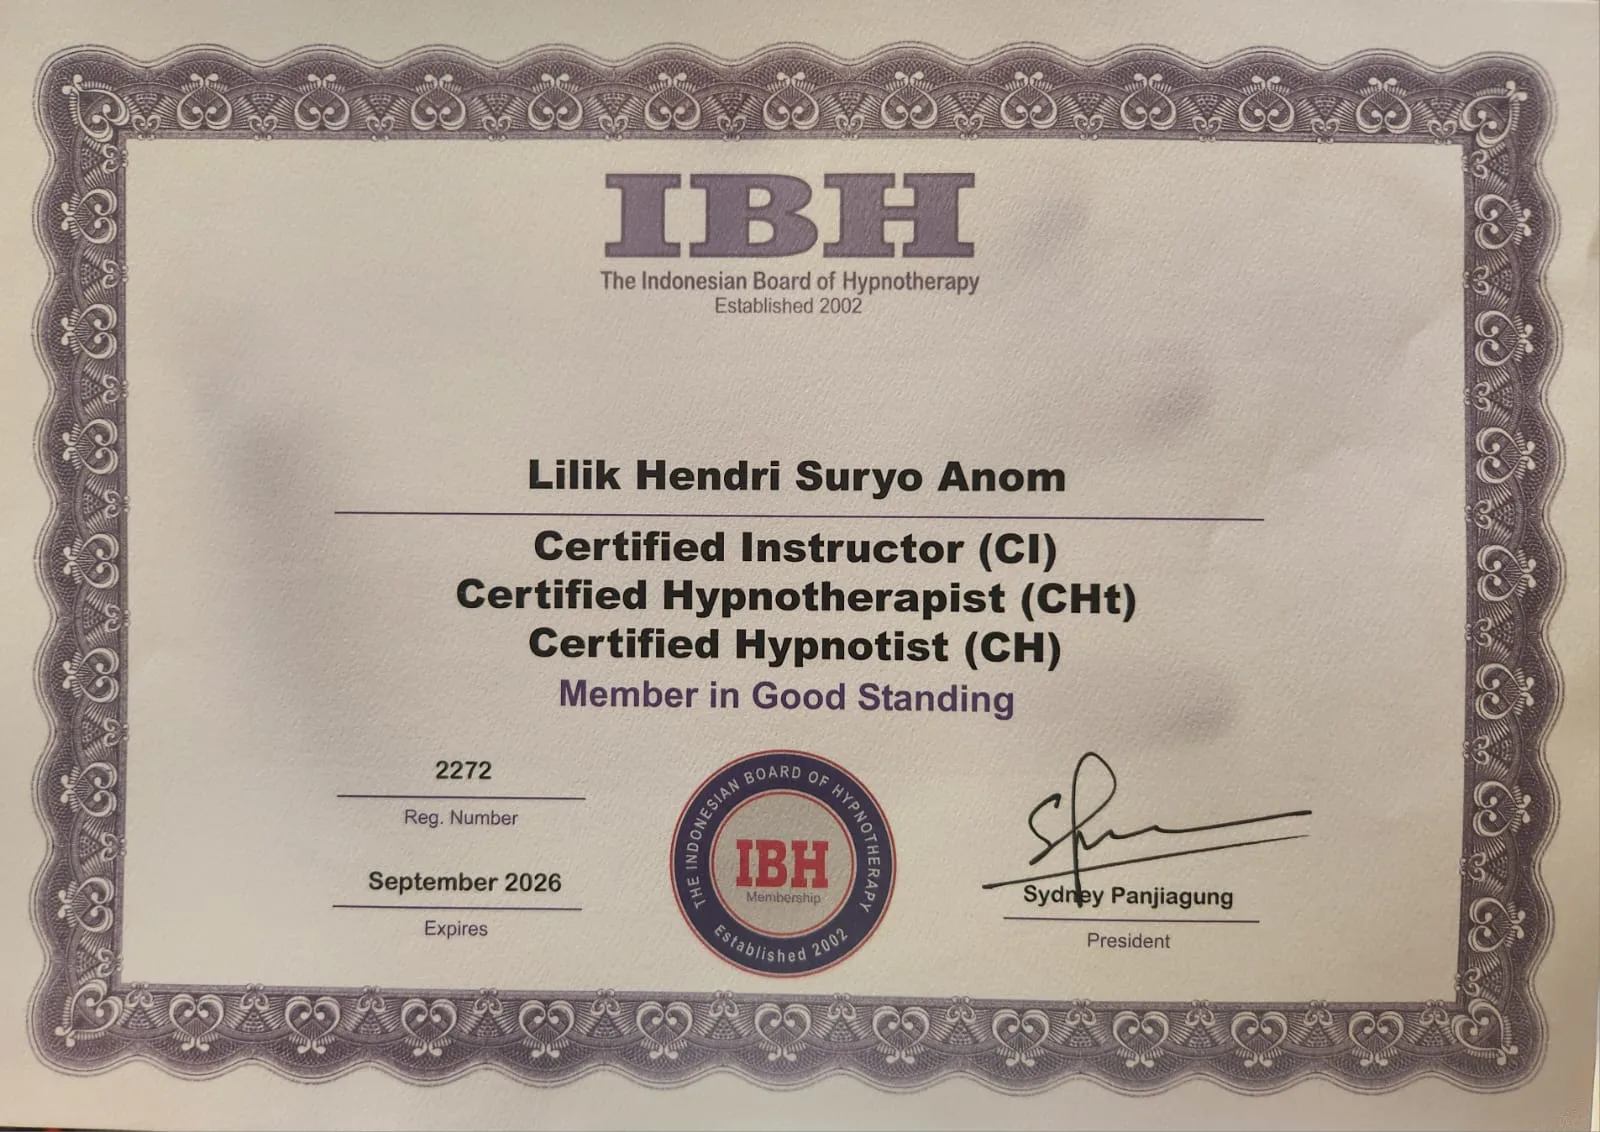 IBH
The Indonesian Board of Hypnotherapy
Established 2002
Lilik Hendri Suryo Anom
Certified Instructor (CI)
Certified Hypnotherapist (CHt)
Certified Hypnotist (CH)
Member in Good Standing
2272
Reg. Number
September 2026
Expires
THE INDONESIAN BOARD OF HYPNOTHERAPY
IBH
Membership
Established 2002
Sydney Panjiagung
President